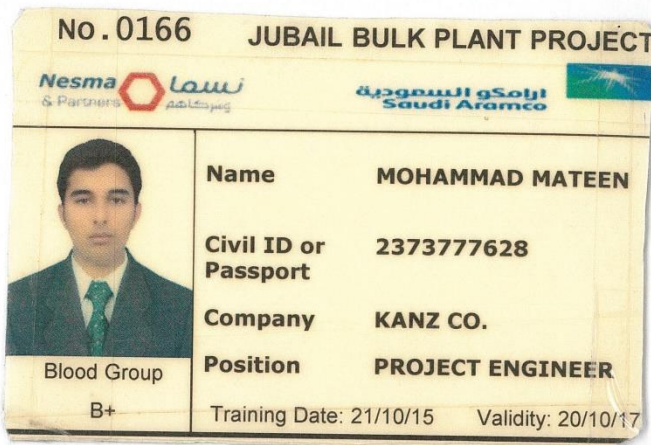 No.0166 JUBAIL BULK PLANT PROJECT
Nesma نسما ارامكو السعودية
& Partners وشركاهم Saudi Aramco
Name MOHAMMAD MATEEN
Civil ID or 2373777628
Passport
Company KANZ CO.
Blood Group Position PROJECT ENGINEER
B+ Training Date: 21/10/15 Validity: 20/10/17